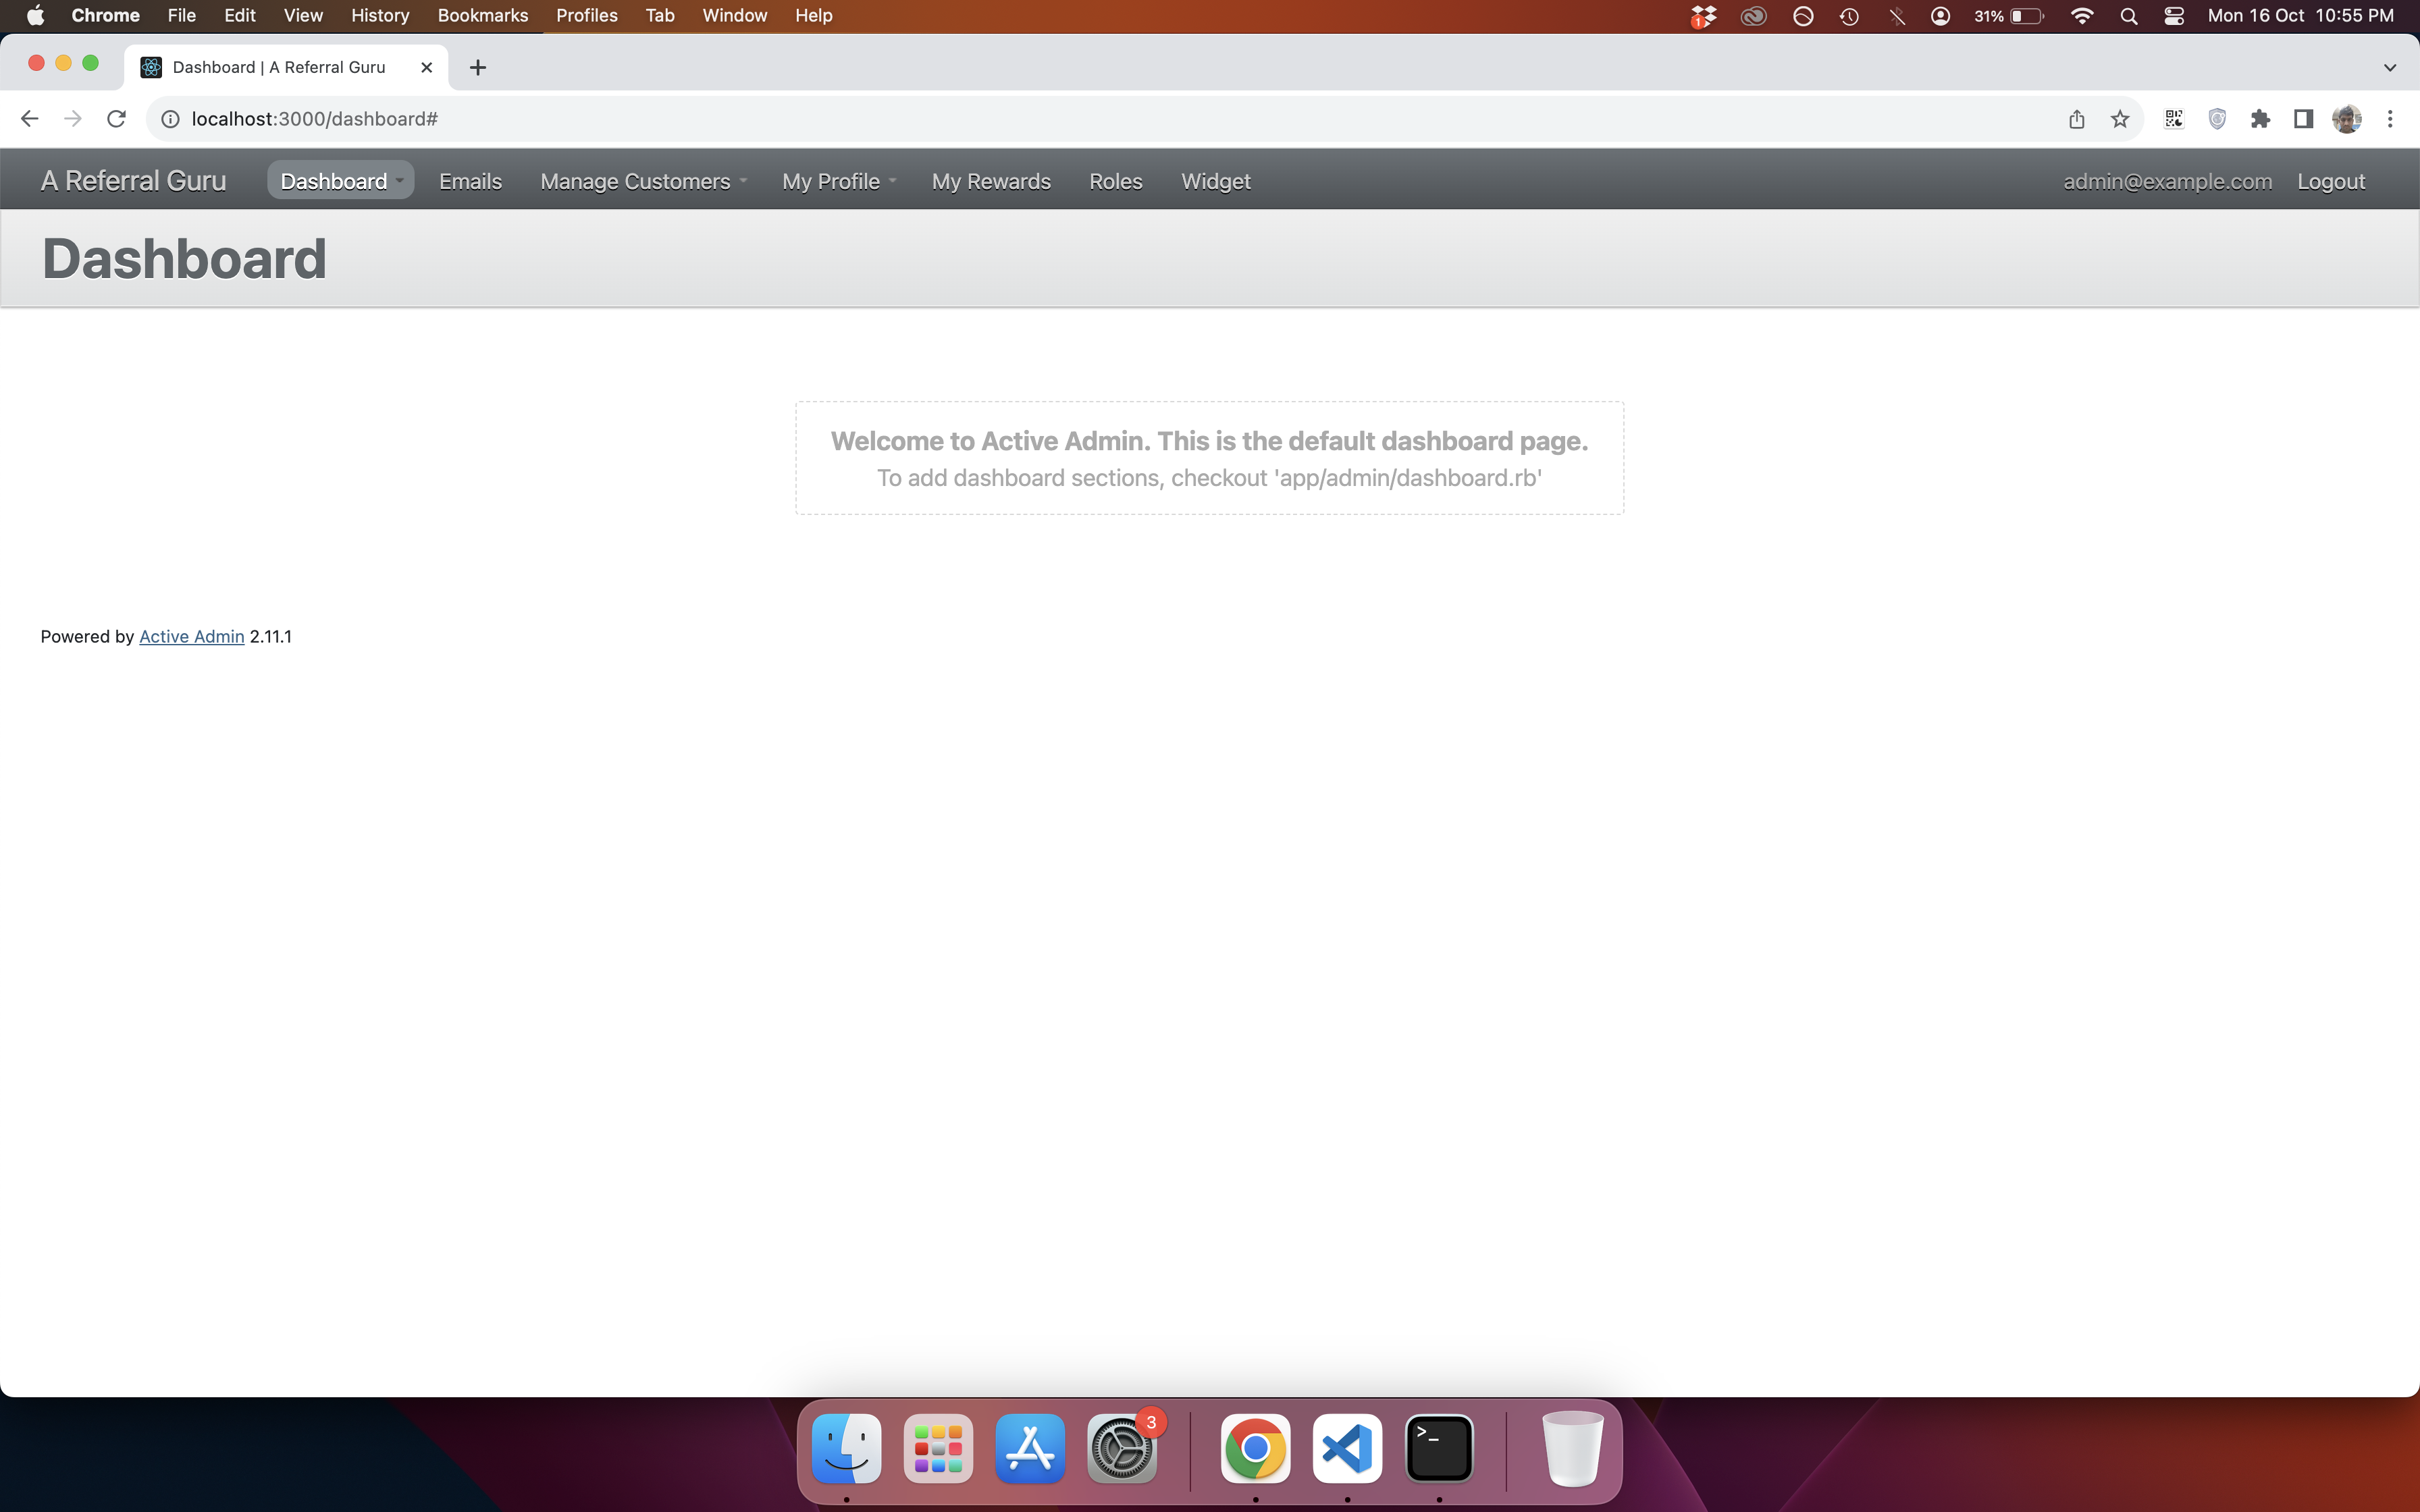 Chrome File Edit View History Bookmarks Profiles Tab Window Help 1 31% Mon 16 Oct 10:55 PM
Dashboard | A Referral Guru
localhost:3000/dashboard#
A Referral Guru Dashboard Emails Manage Customers My Profile My Rewards Roles Widget admin@example.com Logout
Dashboard
Welcome to Active Admin. This is the default dashboard page.
To add dashboard sections, checkout 'app/admin/dashboard.rb'
Powered by Active Admin 2.11.1
3
>_